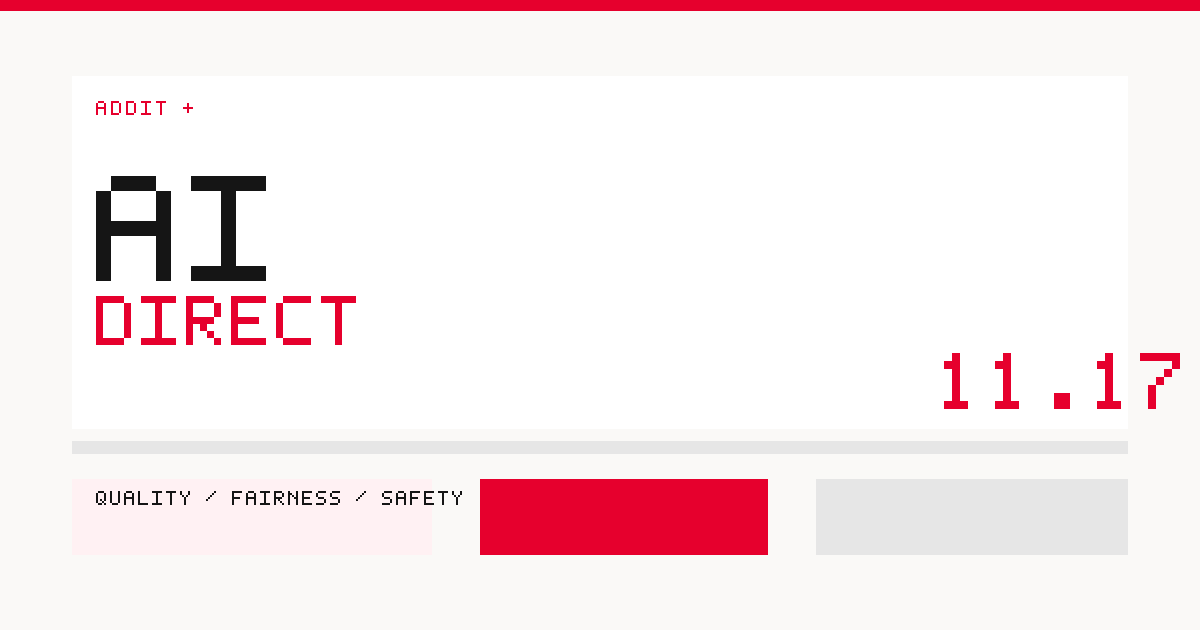 ADDIT +
AI
DIRECT
11.17
QUALITY / FAIRNESS / SAFETY